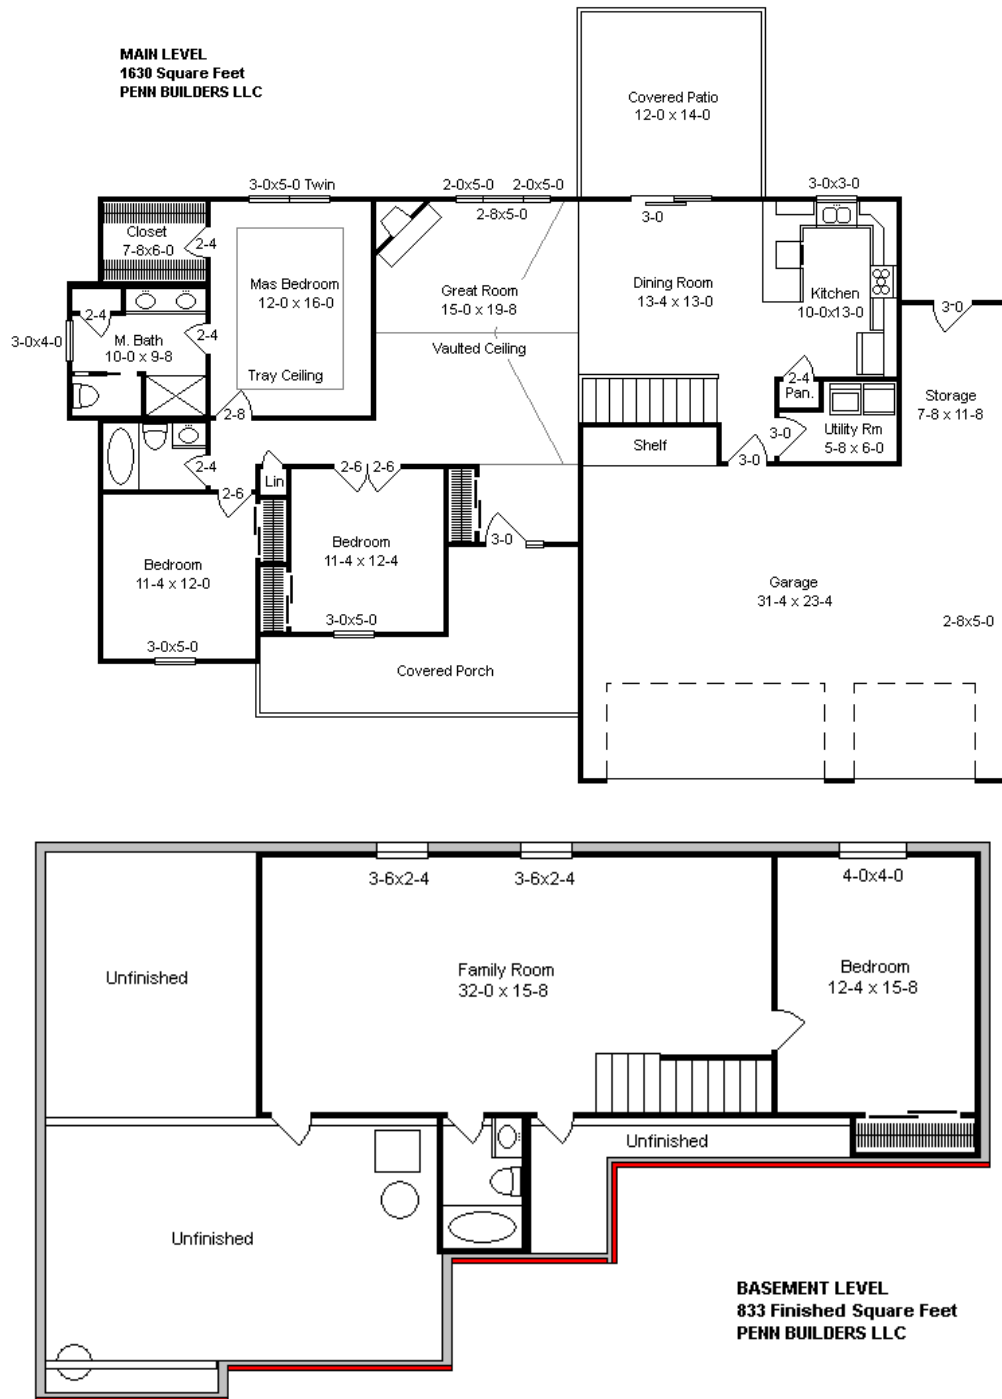 MAIN LEVEL
1630 Square Feet
PENN BUILDERS LLC
Covered Patio
12-0 x 14-0
3-0x5-0 Twin
2-0x5-0
2-0x5-0
2-8x5-0
3-0
3-0x3-0
Closet
7-8x6-0
2-4
Mas Bedroom
12-0 x 16-0
Tray Ceiling
Great Room
15-0 x 19-8
Vaulted Ceiling
Dining Room
13-4 x 13-0
Kitchen
10-0x13-0
3-0
3-0x4-0
2-4
M. Bath
10-0 x 9-8
2-4
2-8
2-4
Pan.
Storage
7-8 x 11-8
Utility Rm
5-8 x 6-0
3-0
3-0
Shelf
2-4
2-6
Lin
2-6
2-6
3-0
Bedroom
11-4 x 12-0
3-0x5-0
Bedroom
11-4 x 12-4
3-0x5-0
Garage
31-4 x 23-4
2-8x5-0
Covered Porch
3-6x2-4
3-6x2-4
4-0x4-0
Unfinished
Family Room
32-0 x 15-8
Bedroom
12-4 x 15-8
Unfinished
Unfinished
BASEMENT LEVEL
833 Finished Square Feet
PENN BUILDERS LLC